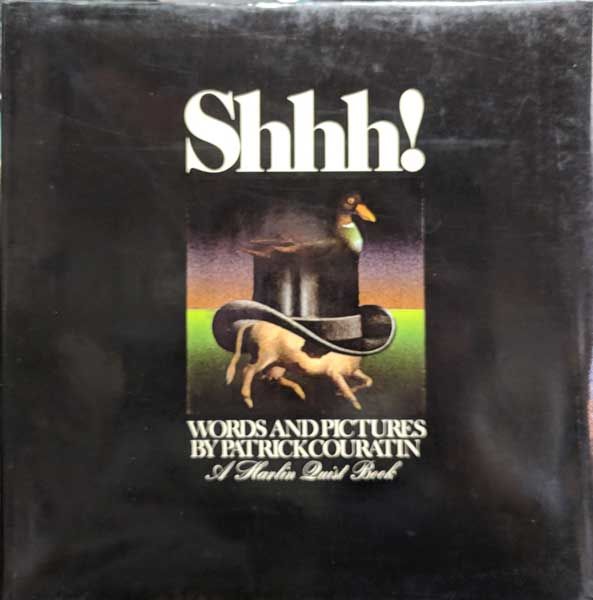 Shhh!
WORDS AND PICTURES
BY PATRICK COURATIN
A Harlin Quist Book